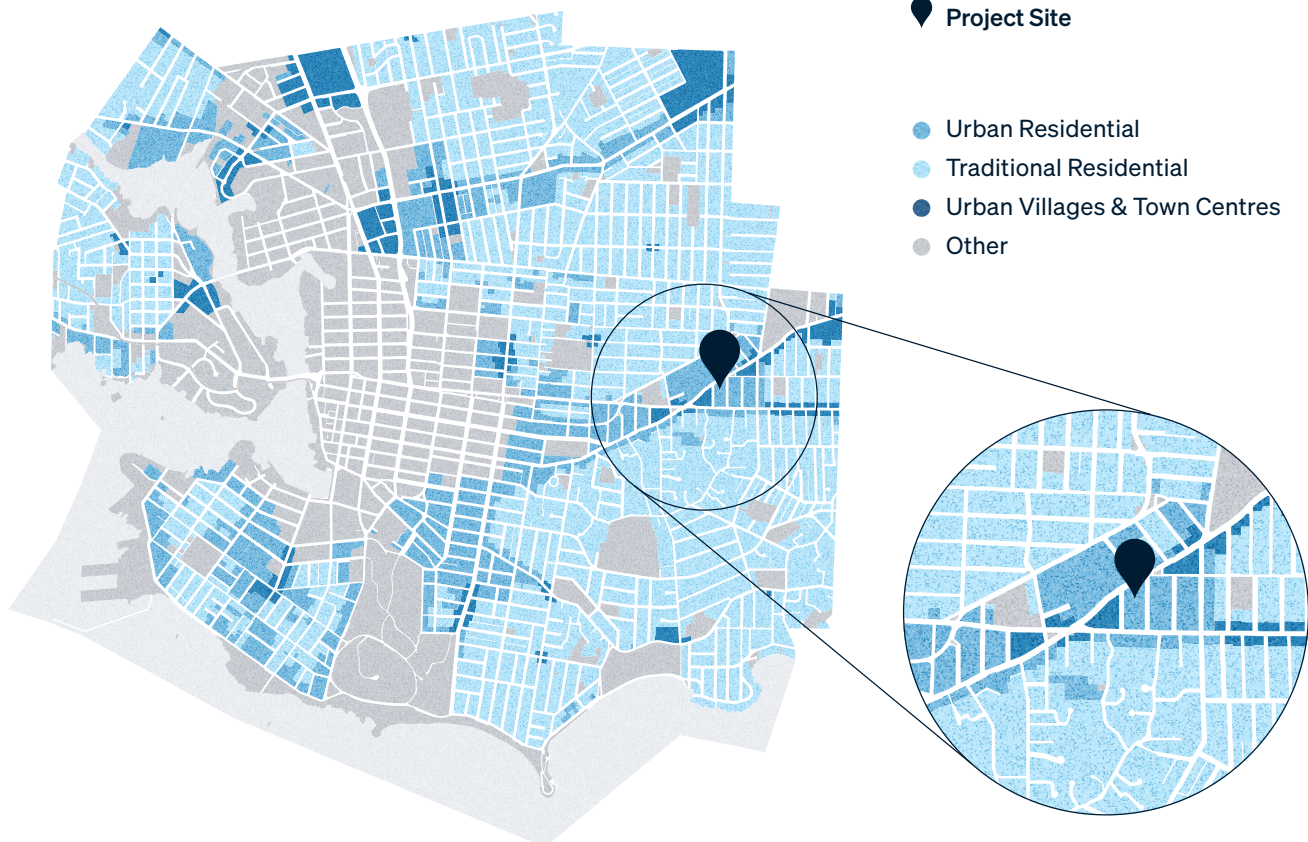 Project Site
Urban Residential
Traditional Residential
Urban Villages & Town Centres
Other